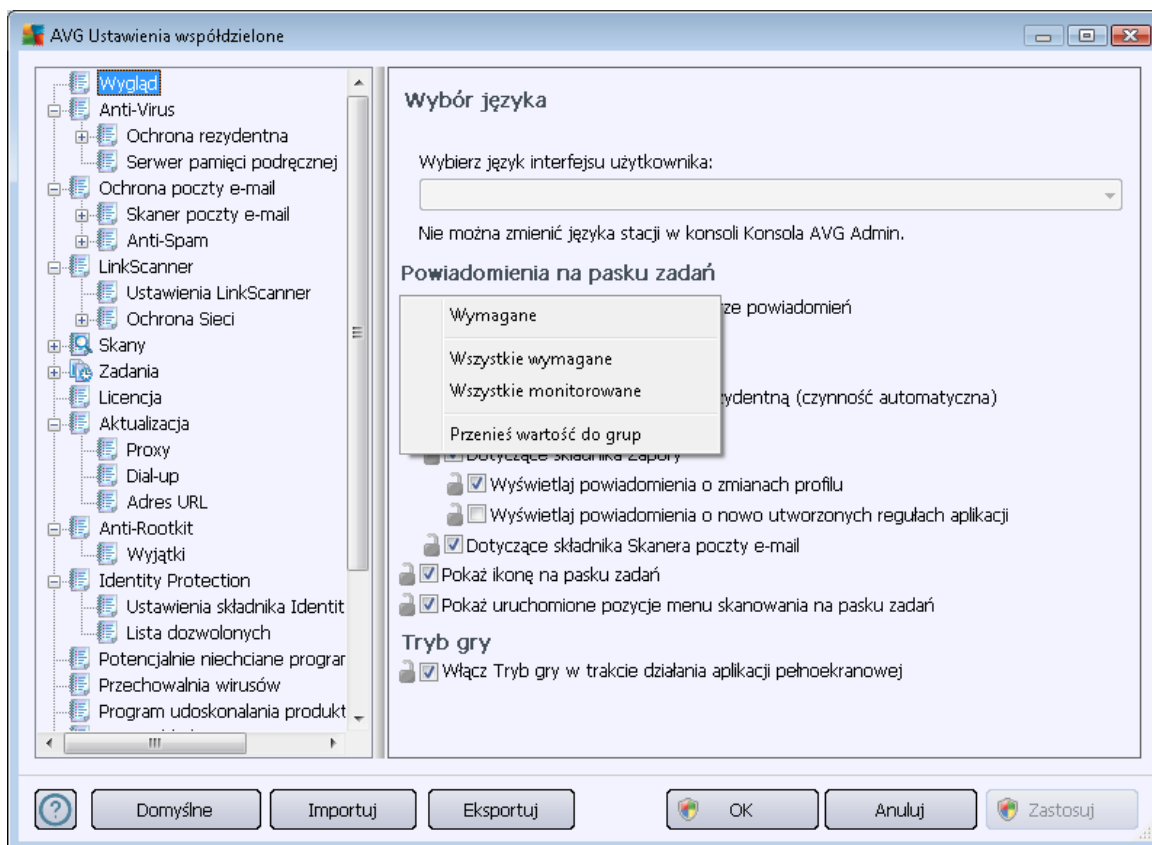 AVG Ustawienia współdzielone
Wygląd
Anti-Virus
Ochrona rezydentna
Serwer pamięci podręcznej
Ochrona poczty e-mail
Skaner poczty e-mail
Anti-Spam
LinkScanner
Ustawienia LinkScanner
Ochrona Sieci
Skany
Zadania
Licencja
Aktualizacja
Proxy
Dial-up
Adres URL
Anti-Rootkit
Wyjątki
Identity Protection
Ustawienia składnika Identit
Lista dozwolonych
Potencjalnie niechciane program
Przechowalnia wirusów
Program udoskonalania produkt
Wybór języka
Wybierz język interfejsu użytkownika:
Nie można zmienić języka stacji w konsoli Konsola AVG Admin.
Powiadomienia na pasku zadań
Wymagane
ze powiadomień
Wszystkie wymagane
Wszystkie monitorowane
ydentną (czynność automatyczna)
Przenieś wartość do grup
Dotyczące składnika Zapory
Wyświetlaj powiadomienia o zmianach profilu
Wyświetlaj powiadomienia o nowo utworzonych regułach aplikacji
Dotyczące składnika Skanera poczty e-mail
Pokaż ikonę na pasku zadań
Pokaż uruchomione pozycje menu skanowania na pasku zadań
Tryb gry
Włącz Tryb gry w trakcie działania aplikacji pełnoekranowej
Domyślne
Importuj
Eksportuj
OK
Anuluj
Zastosuj